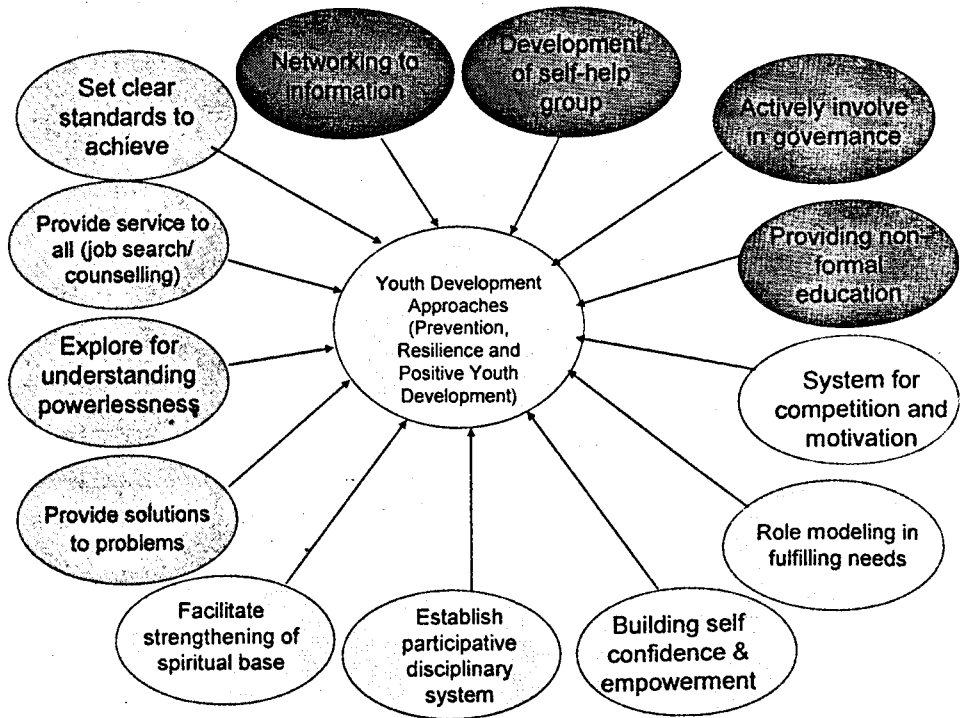 Networking to
information
Development
of self-help
group
Set clear
standards to
achieve
Actively involve
in governance
Provide service to
all (job search/
counselling)
Providing non-
formal
education
Youth Development
Approaches
(Prevention,
Resilience and
Positive Youth
Development)
Explore for
understanding
powerlessness
System for
competition and
motivation
Provide solutions
to problems
Role modeling in
fulfilling needs
Facilitate
strengthening of
spiritual base
Establish
participative
disciplinary
system
Building self
confidence &
empowerment